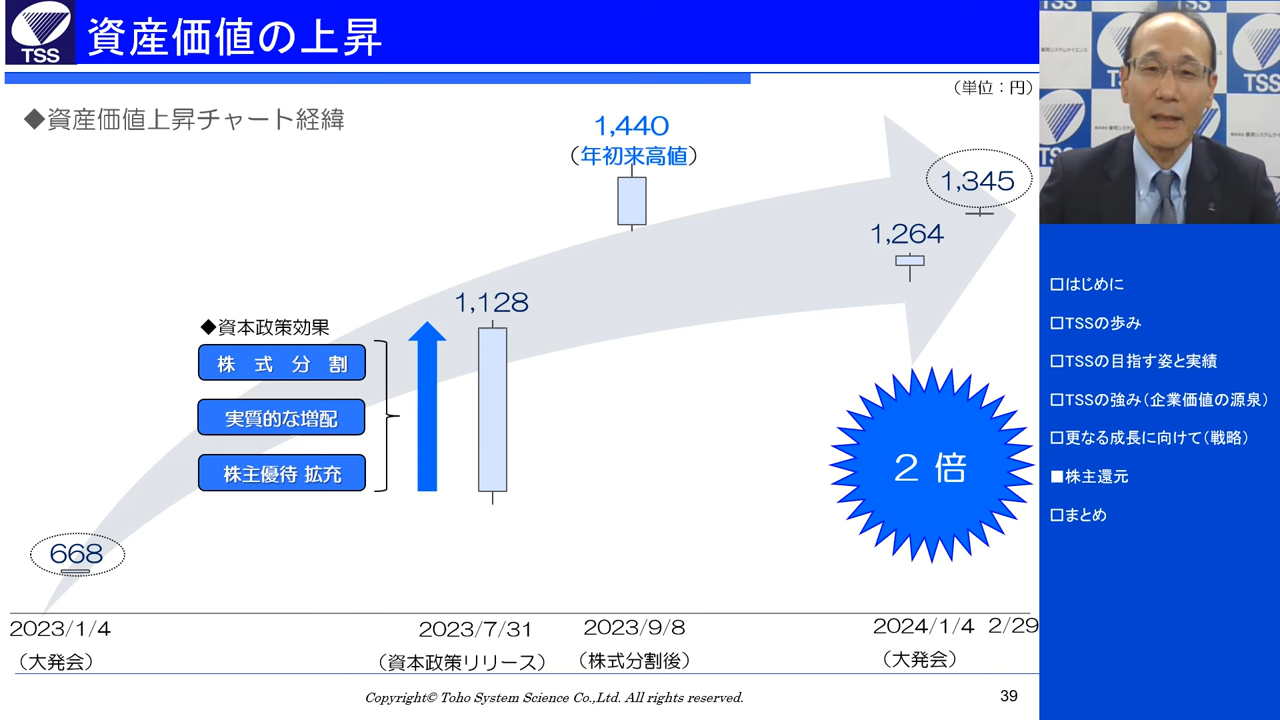 TSS
資産価値の上昇
（単位：円）
◆資産価値上昇チャート経緯
1,440
（年初来高値）
1,345
1,264
1,128
◆資本政策効果
株 式 分 割
実質的な増配
株主優待 拡充
2 倍
668
2023/1/4
（大発会）
2023/7/31
（資本政策リリース）
2023/9/8
（株式分割後）
2024/1/4
（大発会）
2/29
Copyright© Toho System Science Co.,Ltd. All rights reserved.
39
TSS
TSS
TSS
TSS
□はじめに
□TSSの歩み
□TSSの目指す姿と実績
□TSSの強み（企業価値の源泉）
□更なる成長に向けて（戦略）
■株主還元
□まとめ